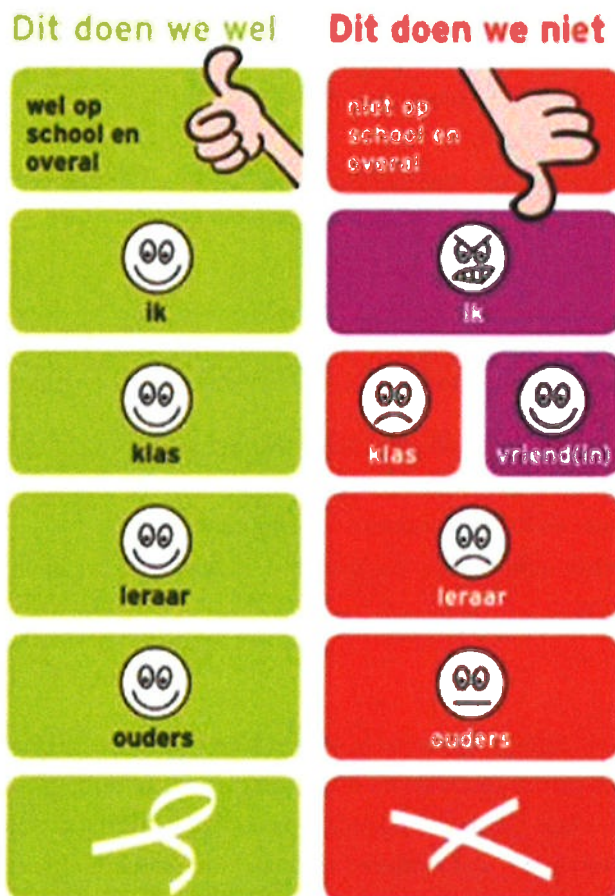 Dit doen we wel
wel op
school en
overal
ik
klas
leraar
ouders
Dit doen we niet
niet op
school en
overal
ik
klas
vriend(in)
leraar
ouders